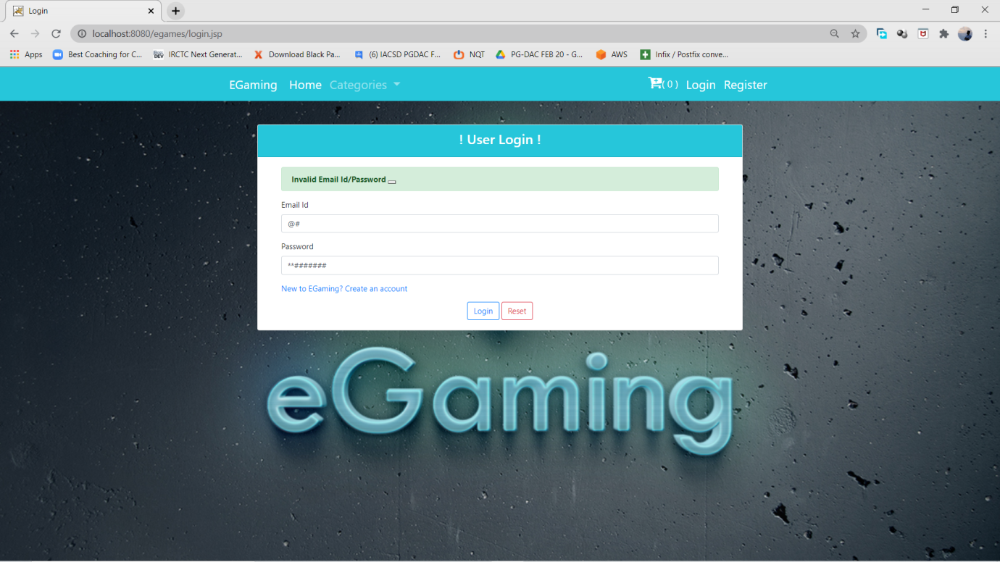 Login
localhost:8080/egames/login.jsp
Apps Best Coaching for C... IRCTC Next Generat... Download Black Pa... (6) IACSD PGDAC F... NQT PG-DAC FEB 20 - G... AWS Infix / Postfix conve...
EGaming Home Categories ( 0 ) Login Register
! User Login !
Invalid Email Id/Password
Email Id
@#
Password
**#######
New to EGaming? Create an account
Login Reset
eGaming